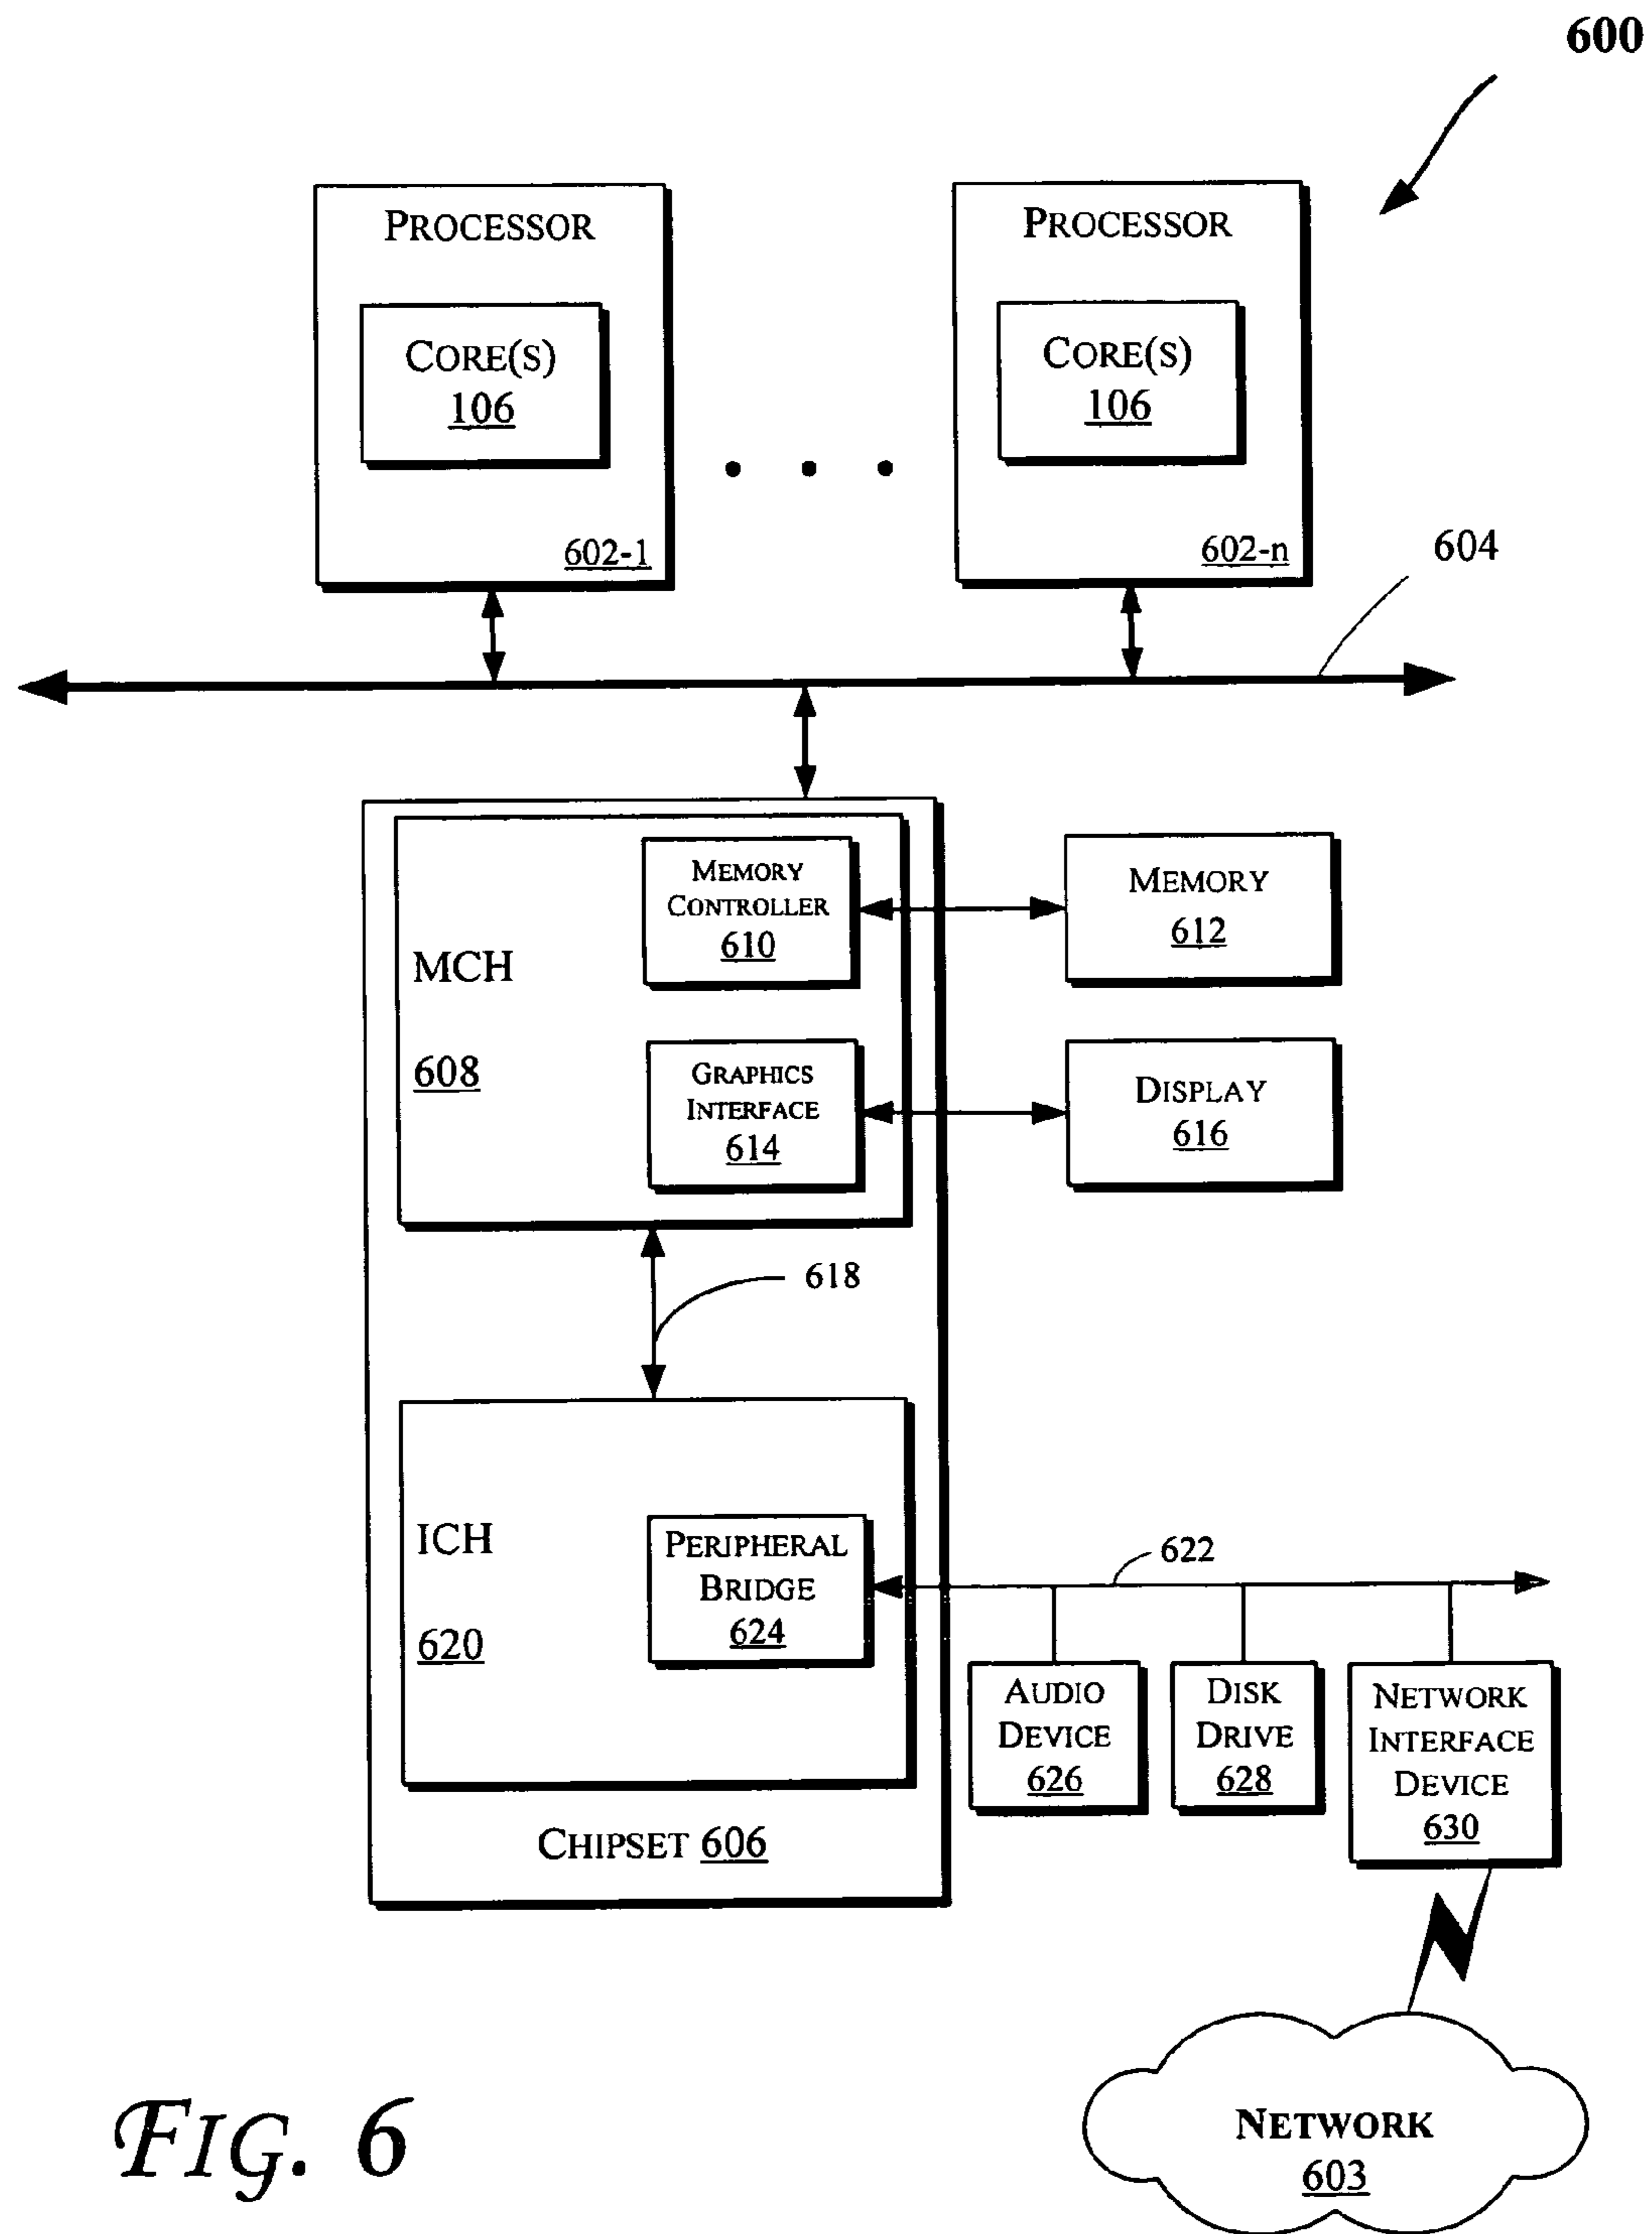 600
PROCESSOR
CORE(S)
106
602-1
PROCESSOR
CORE(S)
106
602-n
604
MEMORY
CONTROLLER
610
MCH
608
GRAPHICS
INTERFACE
614
MEMORY
612
DISPLAY
616
618
ICH
620
PERIPHERAL
BRIDGE
624
622
AUDIO
DEVICE
626
DISK
DRIVE
628
NETWORK
INTERFACE
DEVICE
630
CHIPSET 606
NETWORK
603
FIG. 6